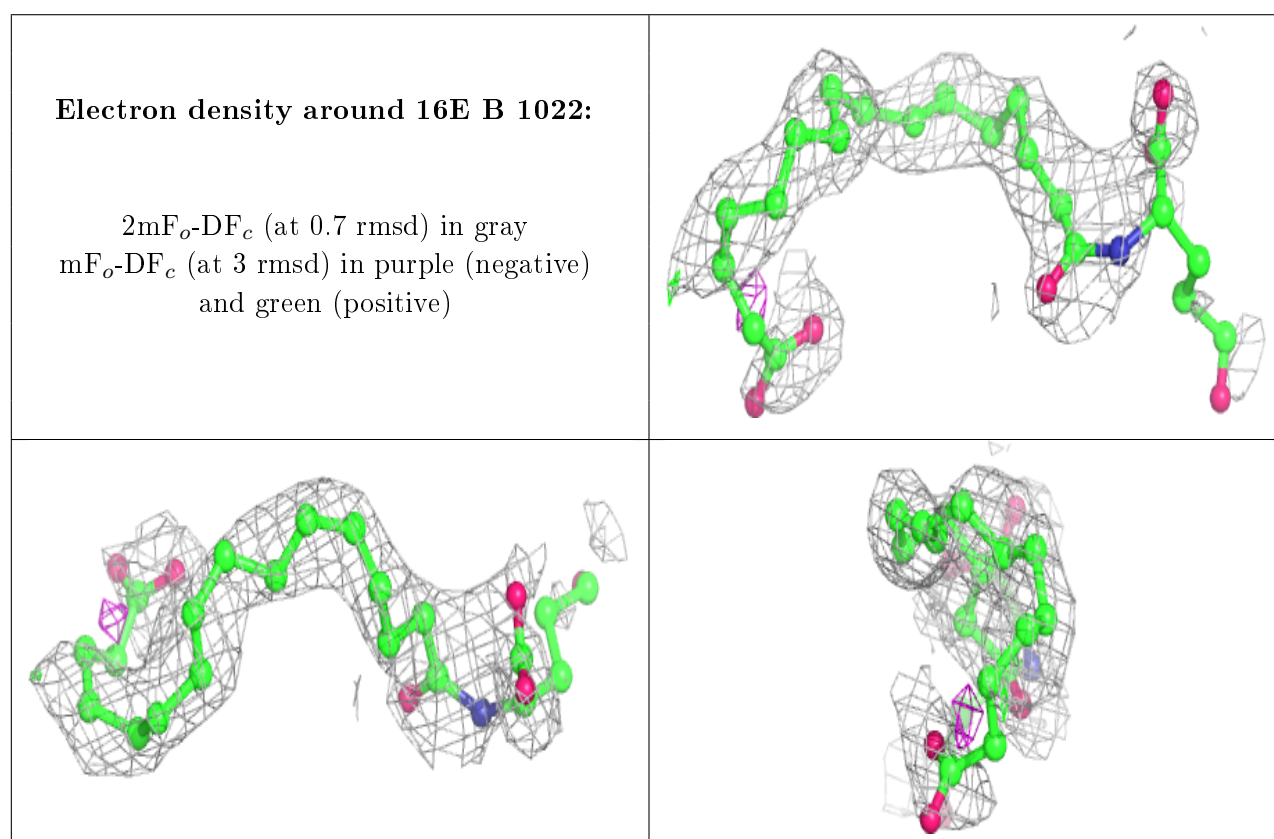 Electron density around 16E B 1022:
2mFo-DFc (at 0.7 rmsd) in gray
mFo-DFc (at 3 rmsd) in purple (negative)
and green (positive)